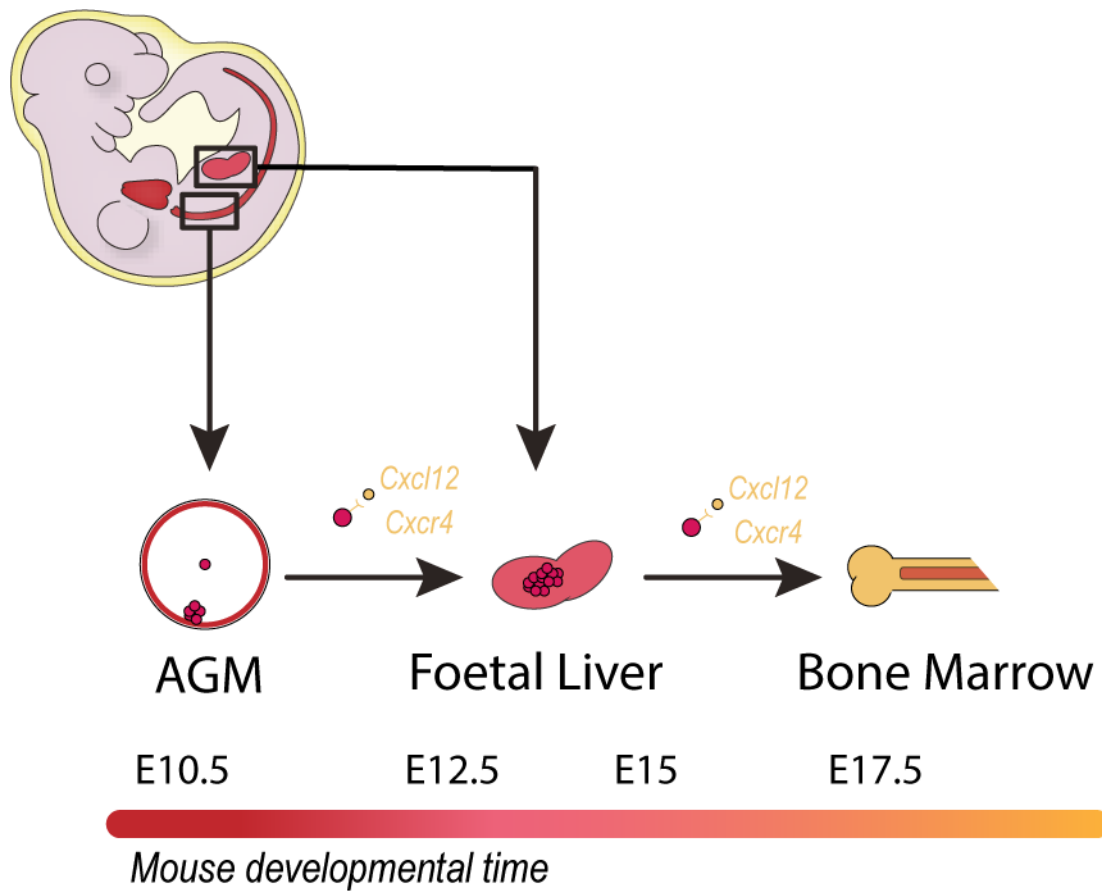 Cxcl12
Cxcr4
Cxcl12
Cxcr4
AGM
Foetal Liver
Bone Marrow
E10.5
E12.5
E15
E17.5
Mouse developmental time